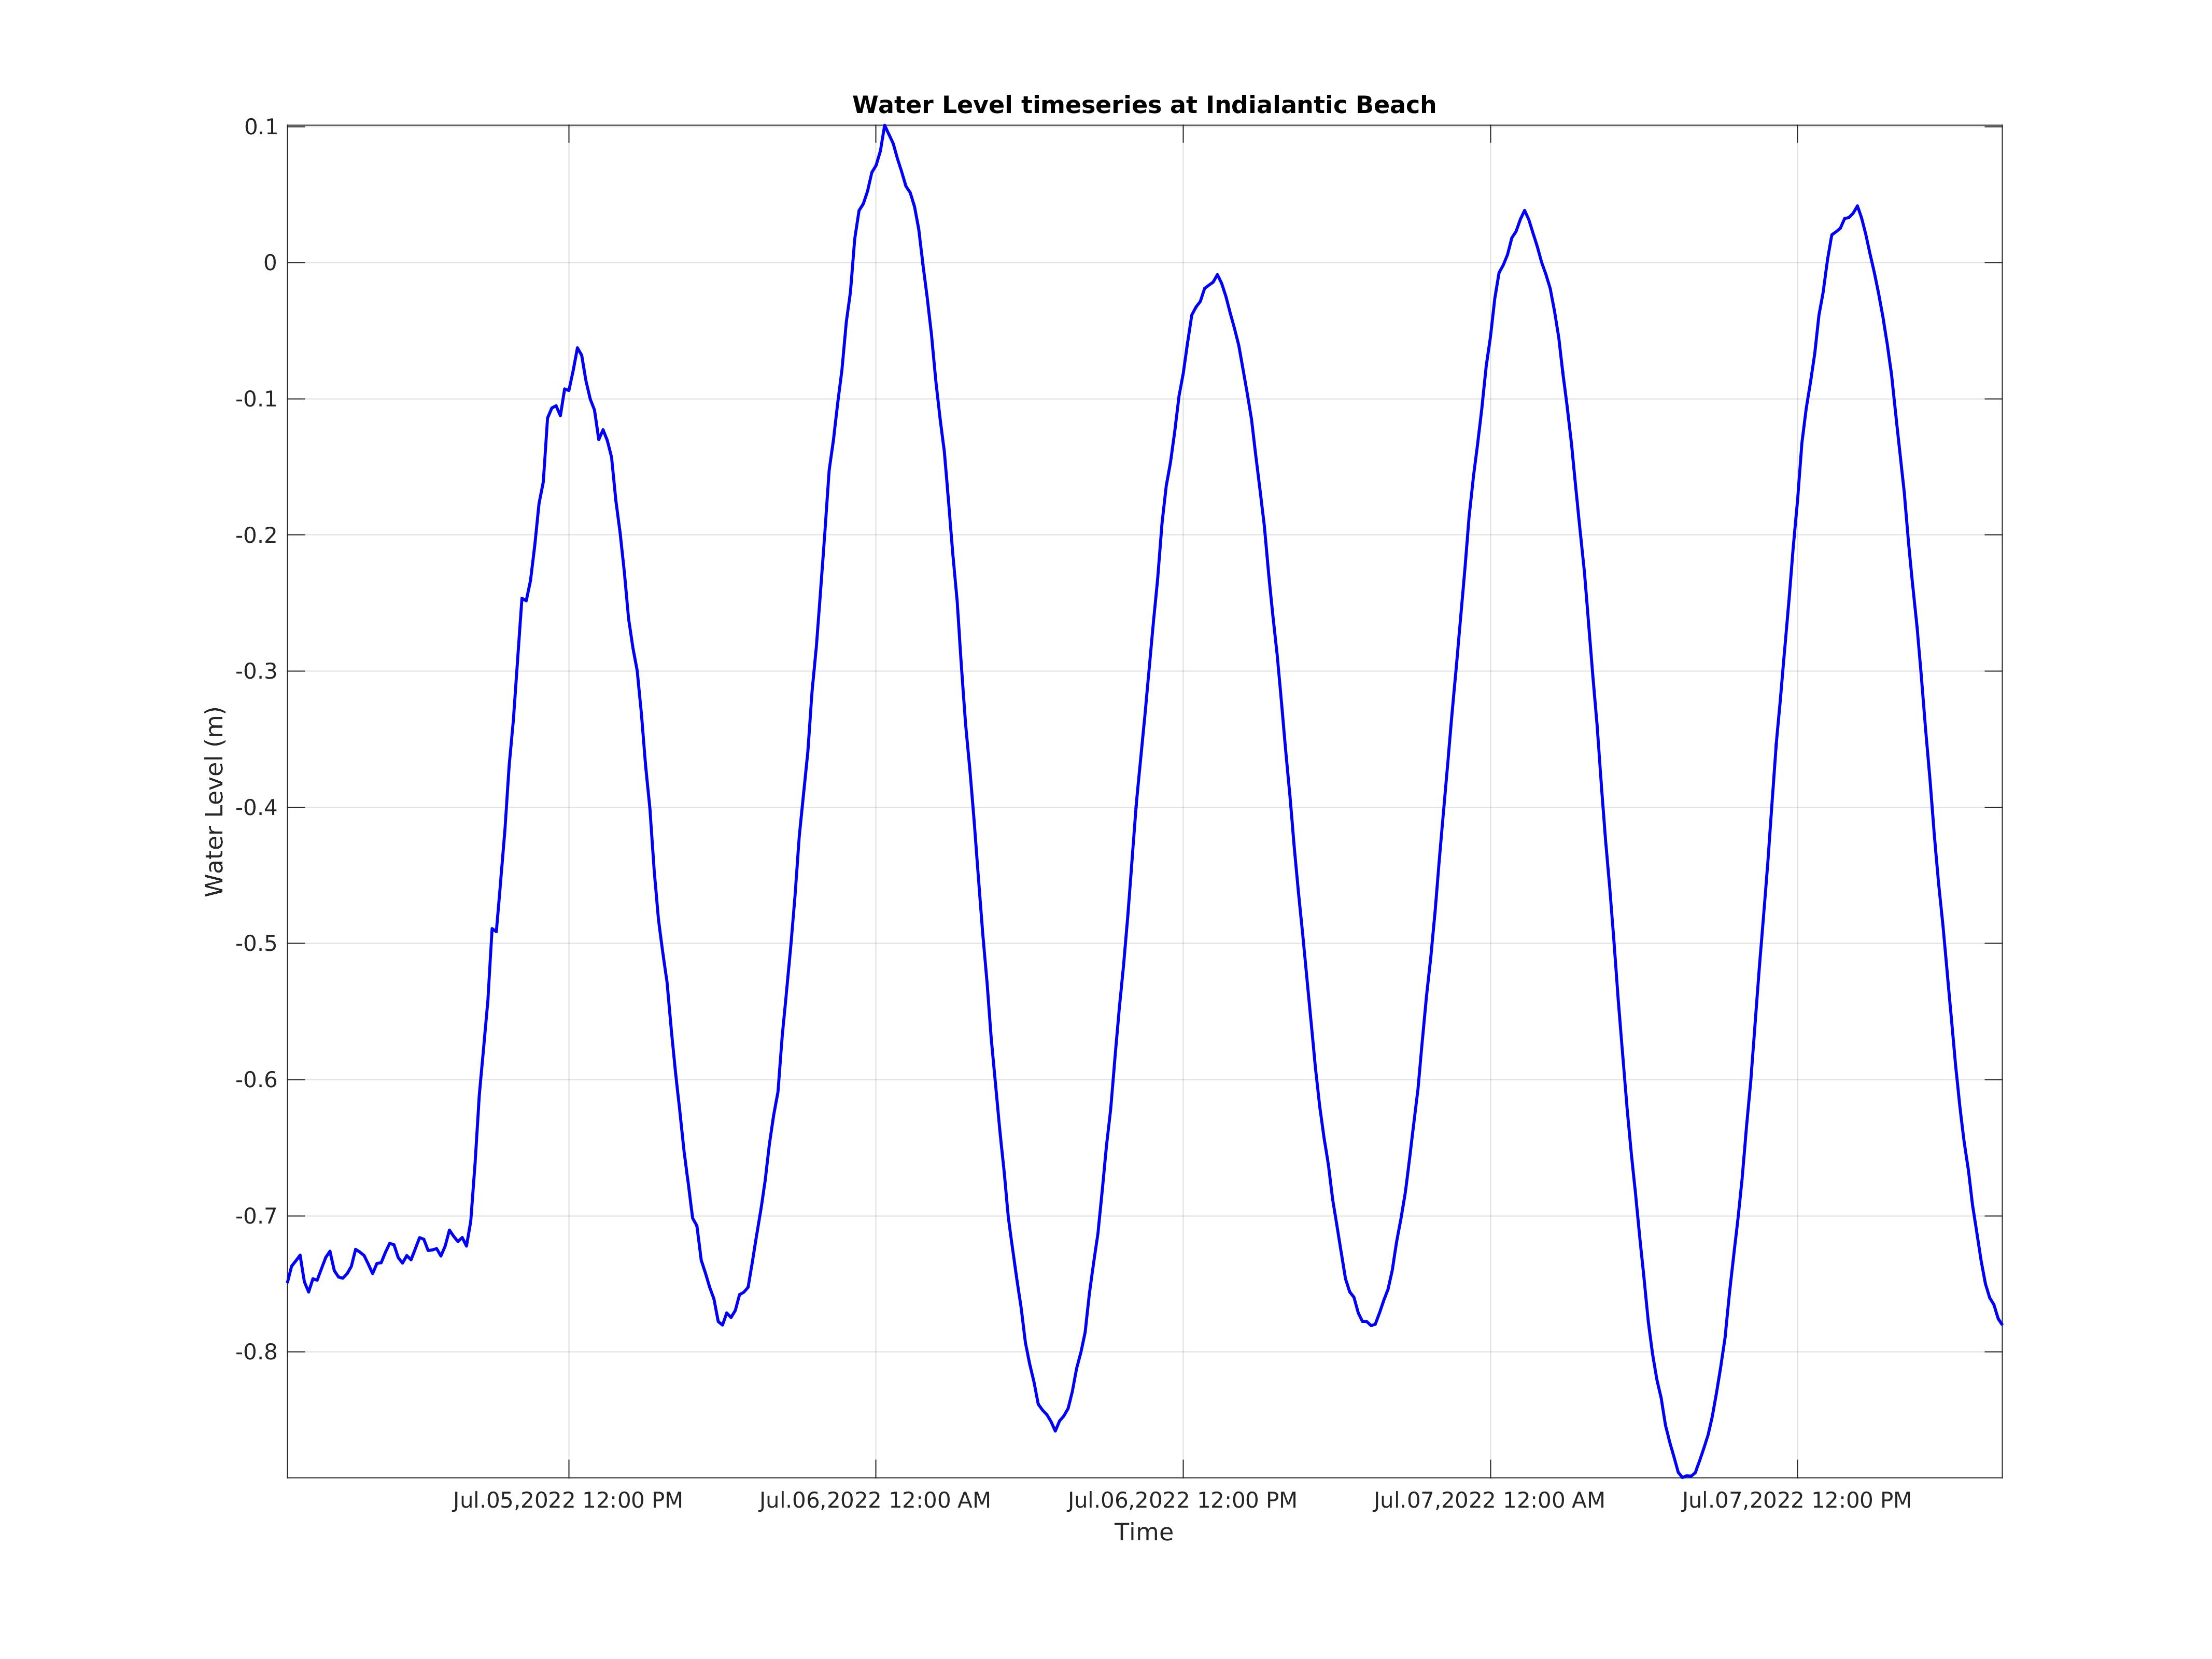 Water Level timeseries at Indialantic Beach
0.1
0
-0.1
-0.2
-0.3
-0.4
-0.5
-0.6
-0.7
-0.8
Water Level (m)
Jul.05,2022 12:00 PM
Jul.06,2022 12:00 AM
Jul.06,2022 12:00 PM
Jul.07,2022 12:00 AM
Jul.07,2022 12:00 PM
Time